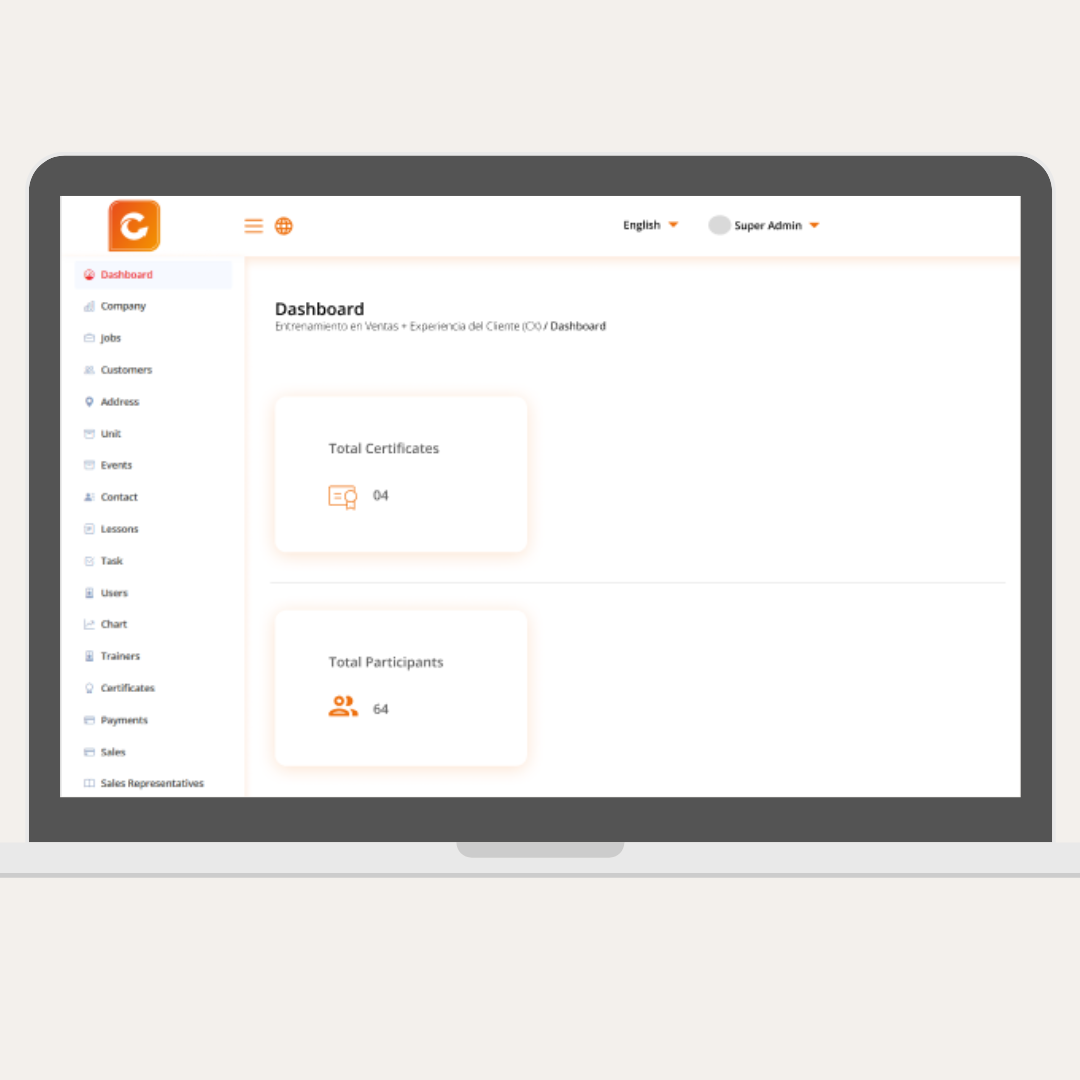 English
Super Admin
Dashboard
Company
Jobs
Customers
Address
Unit
Events
Contact
Lessons
Task
Users
Chart
Trainers
Certificates
Payments
Sales
Sales Representatives
Dashboard
Entrenamiento en Ventas + Experiencia del Cliente (CX) / Dashboard
Total Certificates
04
Total Participants
64